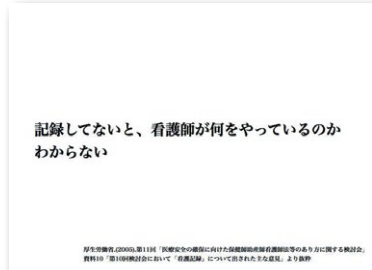 記録してないと、看護師が何をやっているのか
わからない
厚生労働省,(2005),第11回「医療安全の確保に向けた保健師助産師看護師法等のあり方に関する検討会」
資料10「第10回検討会において「看護記録」について出された主な意見」より抜粋